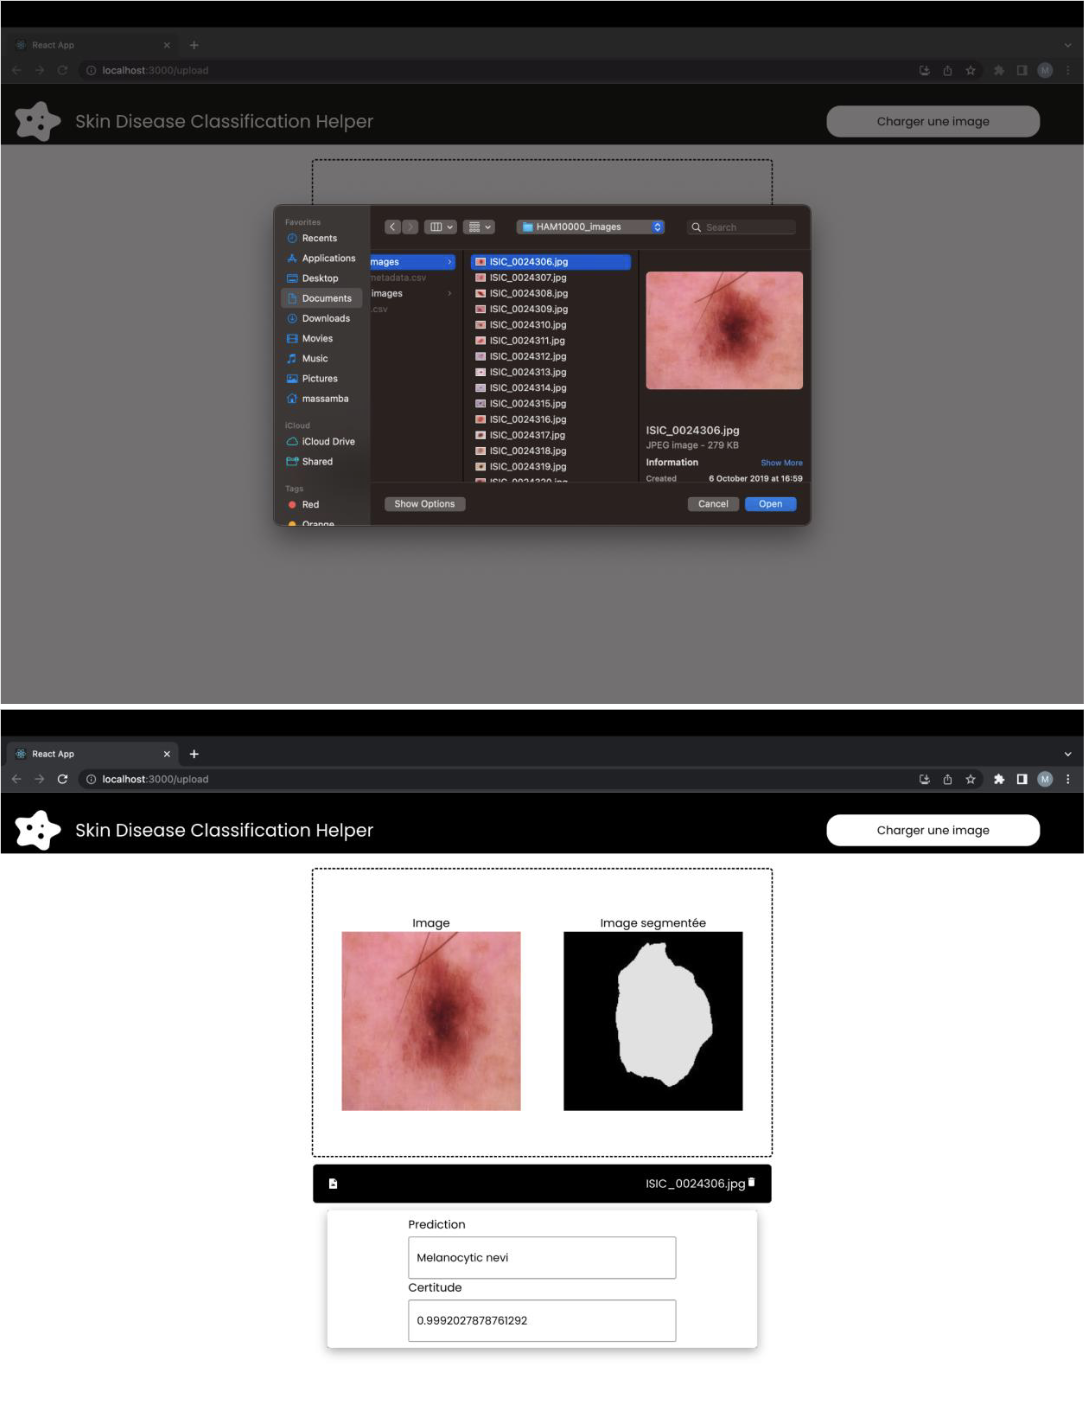 React App
localhost:3000/upload
M
Skin Disease Classification Helper
Charger une image
Favorites
Recents
Applications
Desktop
Documents
Downloads
Movies
Music
Pictures
massamba
iCloud
iCloud Drive
Shared
Tags
Red
Orange
HAM10000_images
Search
mages
metadata.csv
images
.csv
ISIC_0024306.jpg
ISIC_0024307.jpg
ISIC_0024308.jpg
ISIC_0024309.jpg
ISIC_0024310.jpg
ISIC_0024311.jpg
ISIC_0024312.jpg
ISIC_0024313.jpg
ISIC_0024314.jpg
ISIC_0024315.jpg
ISIC_0024316.jpg
ISIC_0024317.jpg
ISIC_0024318.jpg
ISIC_0024319.jpg
ISIC_0024320.jpg
ISIC_0024306.jpg
JPEG image - 279 KB
Information Show More
Created 6 October 2019 at 16:59
Show Options
Cancel
Open
React App
localhost:3000/upload
M
Skin Disease Classification Helper
Charger une image
Image
Image segmentée
ISIC_0024306.jpg
Prediction
Melanocytic nevi
Certitude
0.9992027878761292